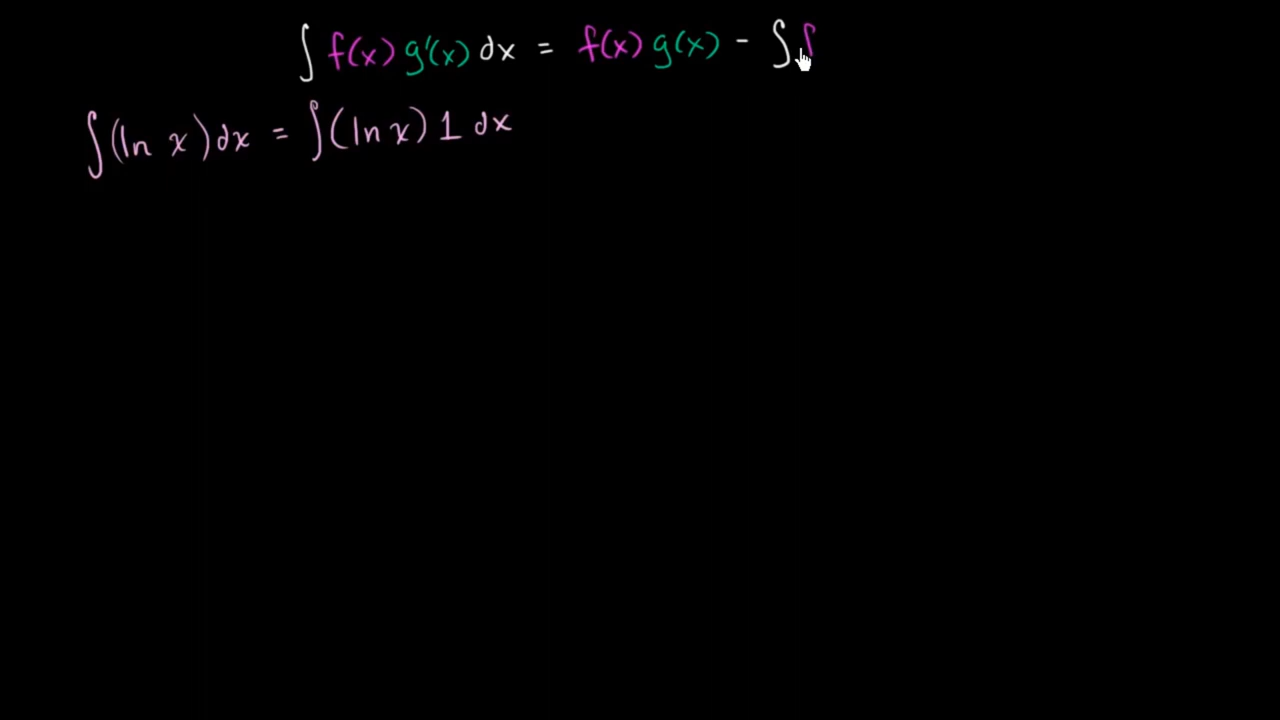 ∫ f(x) g'(x) dx = f(x) g(x) - ∫ f
∫(ln x) dx = ∫(ln x) 1 dx